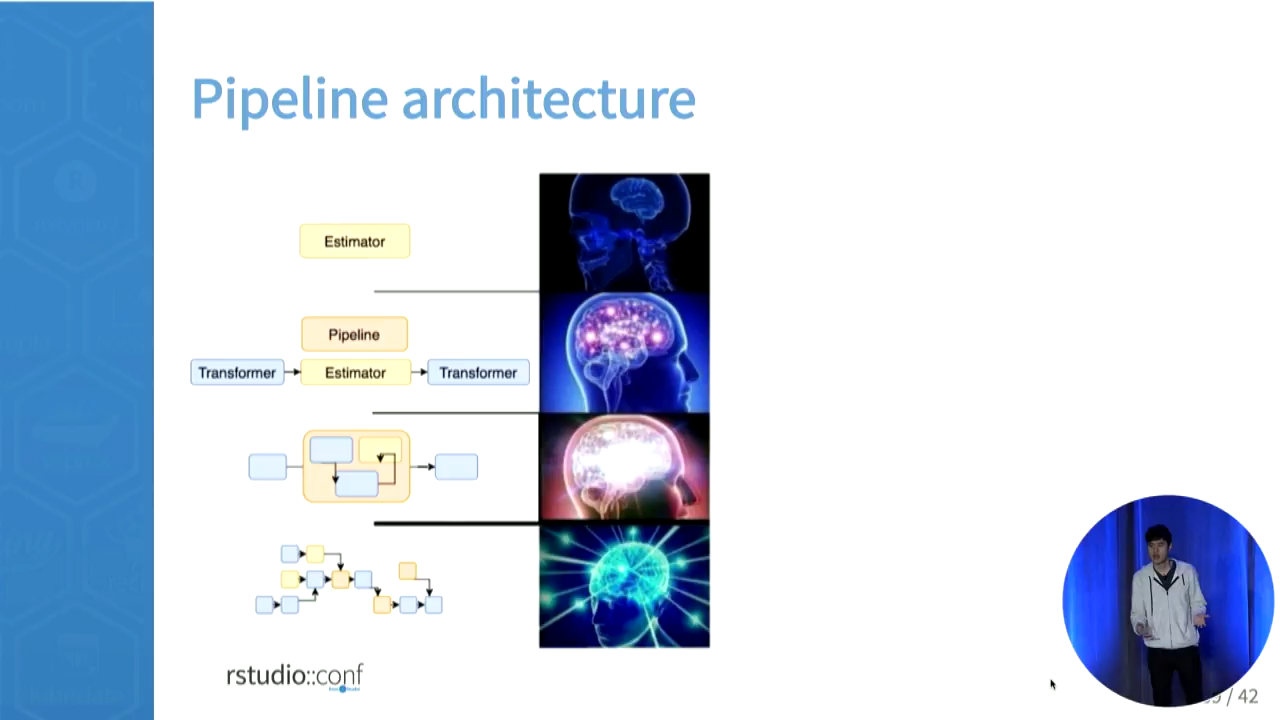 Pipeline architecture
Estimator
Pipeline
Transformer
Estimator
Transformer
rstudio::conf
/ 42